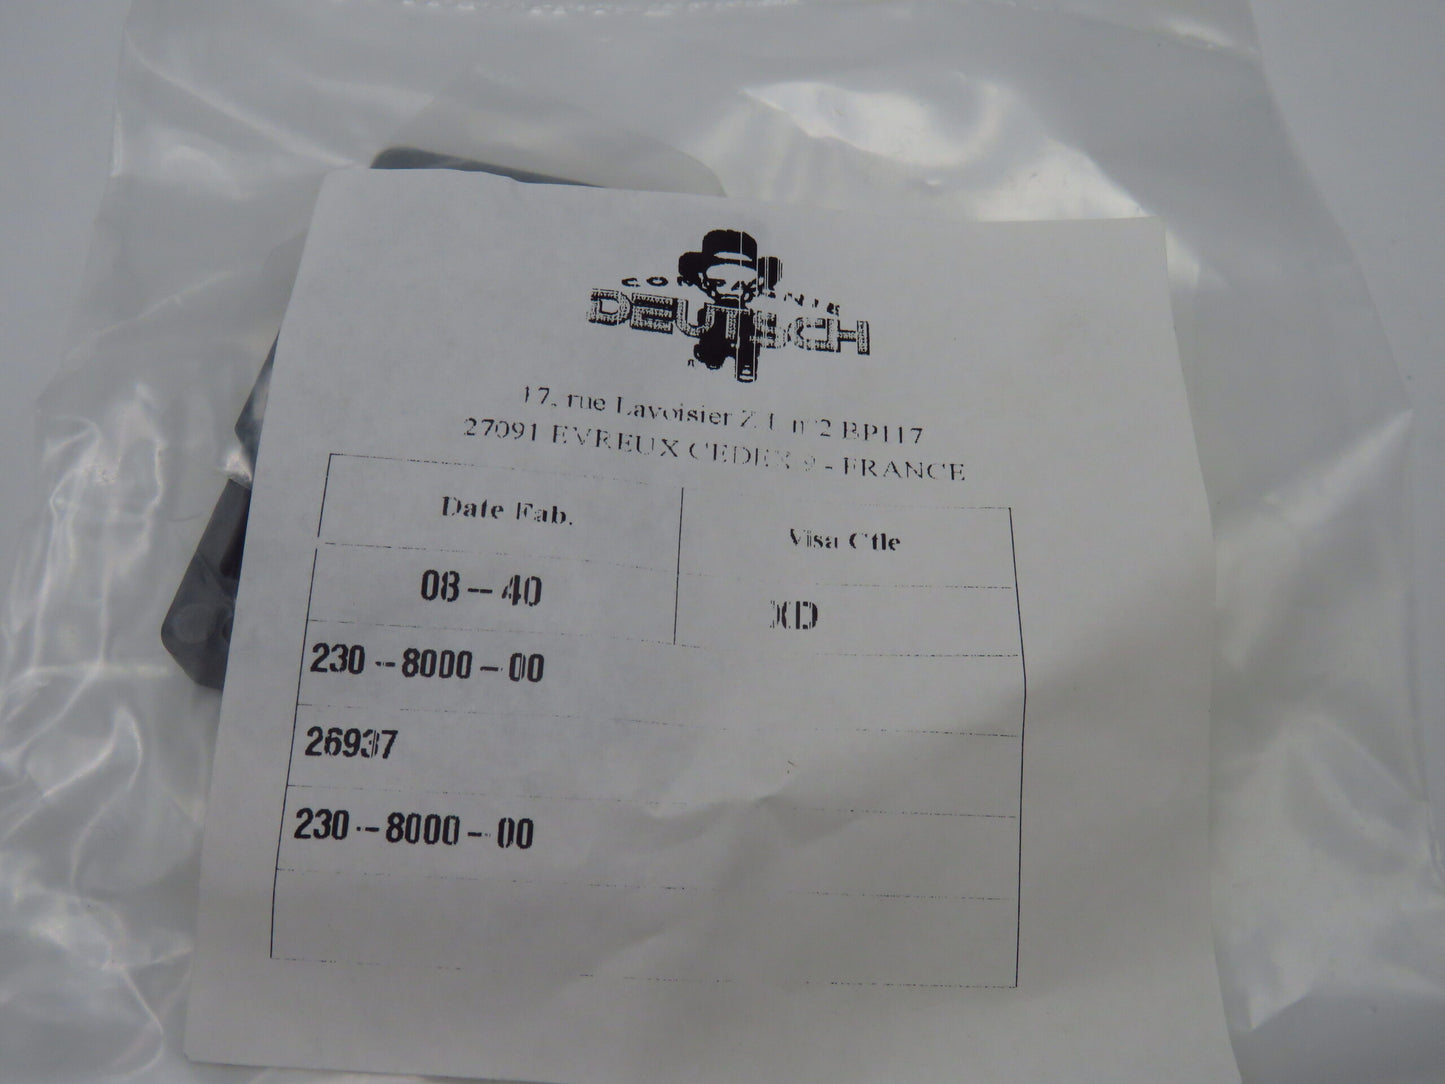 COMPAGNIE
DEUTSCH
17, rue Lavoisier Z.I. n°2 BP117
27091 EVREUX CEDEX 9 - FRANCE
Date Fab. Visa Ctle
08-40
230-8000-00
26937
230-8000-00